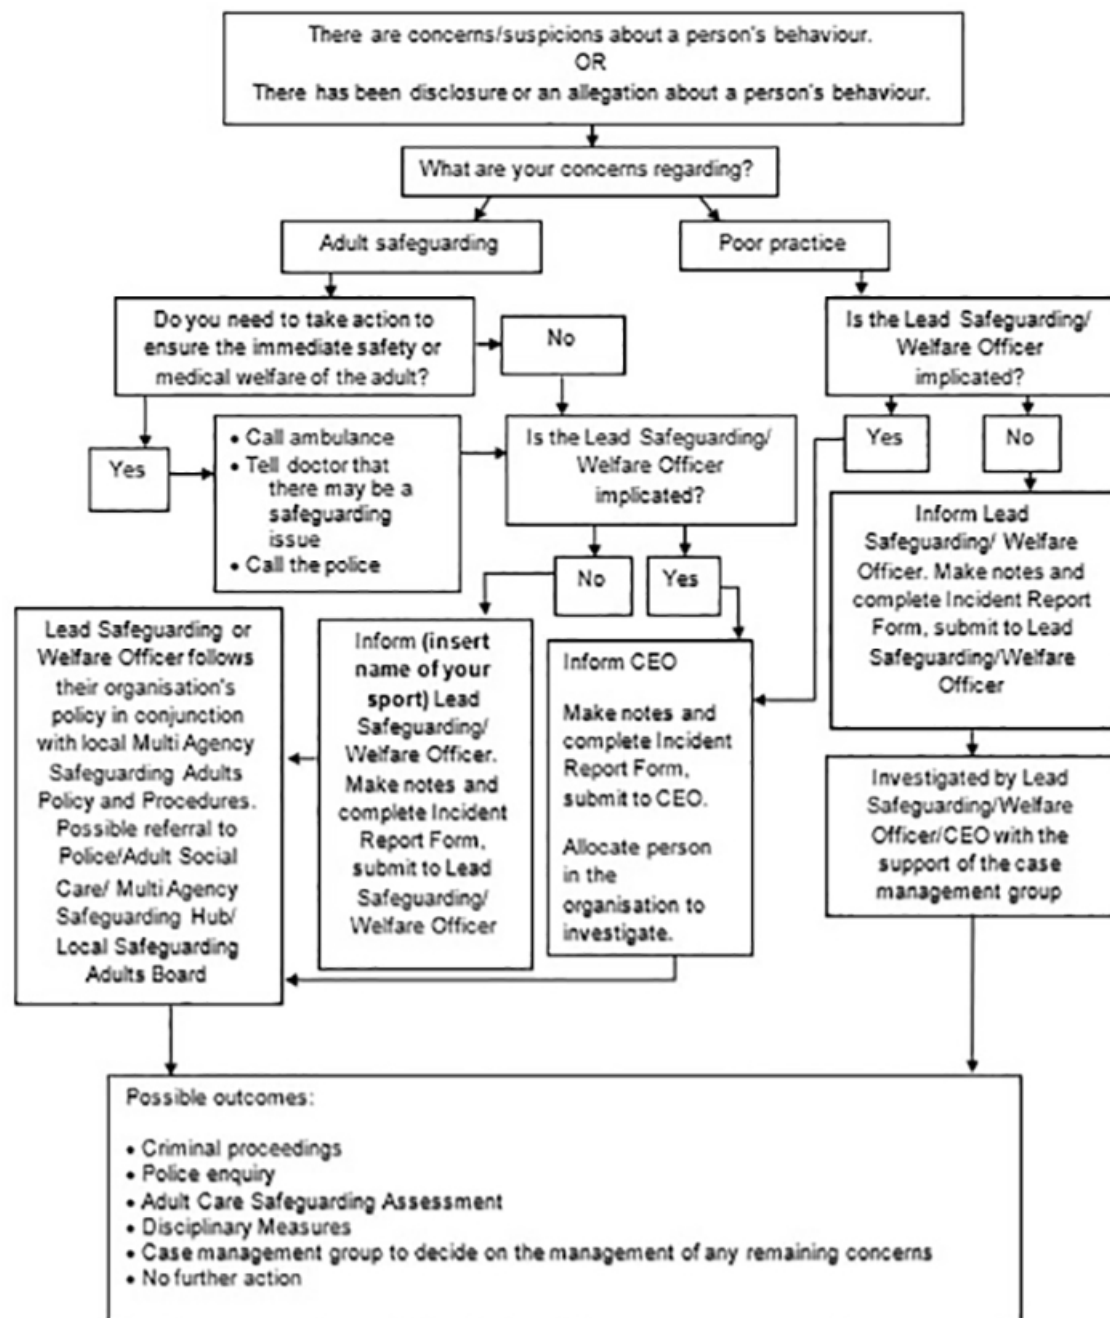 There are concerns/suspicions about a person's behaviour.
OR
There has been disclosure or an allegation about a person's behaviour.
What are your concerns regarding?
Adult safeguarding
Poor practice
Do you need to take action to
ensure the immediate safety or
medical welfare of the adult?
No
Is the Lead Safeguarding/
Welfare Officer
implicated?
Yes
• Call ambulance
• Tell doctor that
there may be a
safeguarding
issue
• Call the police
Is the Lead Safeguarding/
Welfare Officer
implicated?
Yes
No
No
Yes
Inform Lead
Safeguarding/ Welfare
Officer. Make notes and
complete Incident Report
Form, submit to Lead
Safeguarding/Welfare
Officer
Lead Safeguarding or
Welfare Officer follows
their organisation's
policy in conjunction
with local Multi Agency
Safeguarding Adults
Policy and Procedures.
Possible referral to
Police/Adult Social
Care/ Multi Agency
Safeguarding Hub/
Local Safeguarding
Adults Board
Inform (insert
name of your
sport) Lead
Safeguarding/
Welfare Officer.
Make notes and
complete Incident
Report Form,
submit to Lead
Safeguarding/
Welfare Officer
Inform CEO
Make notes and
complete Incident
Report Form,
submit to CEO.
Allocate person
in the
organisation to
investigate.
Investigated by Lead
Safeguarding/Welfare
Officer/CEO with the
support of the case
management group
Possible outcomes:
• Criminal proceedings
• Police enquiry
• Adult Care Safeguarding Assessment
• Disciplinary Measures
• Case management group to decide on the management of any remaining concerns
• No further action